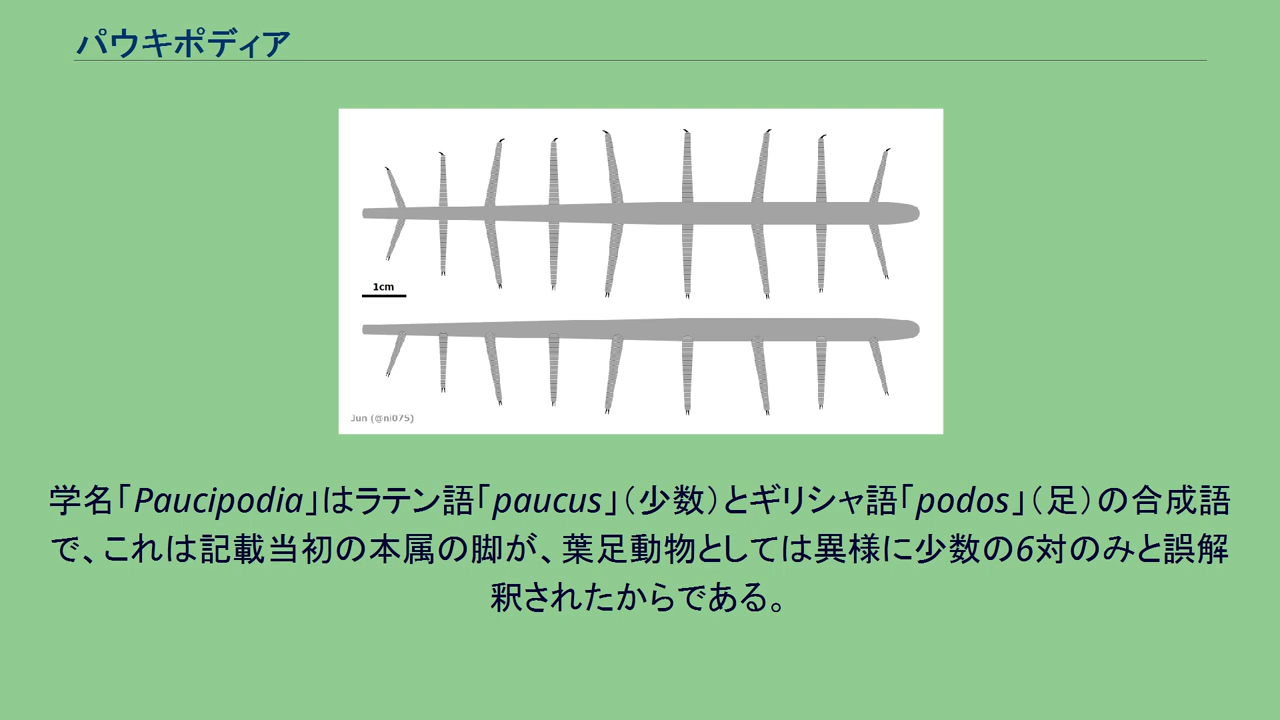 パウキポディア
1cm
Jun (@ni075)
学名「Paucipodia」はラテン語「paucus」（少数）とギリシャ語「podos」（足）の合成語
で、これは記載当初の本属の脚が、葉足動物としては異様に少数の6対のみと誤解
釈されたからである。